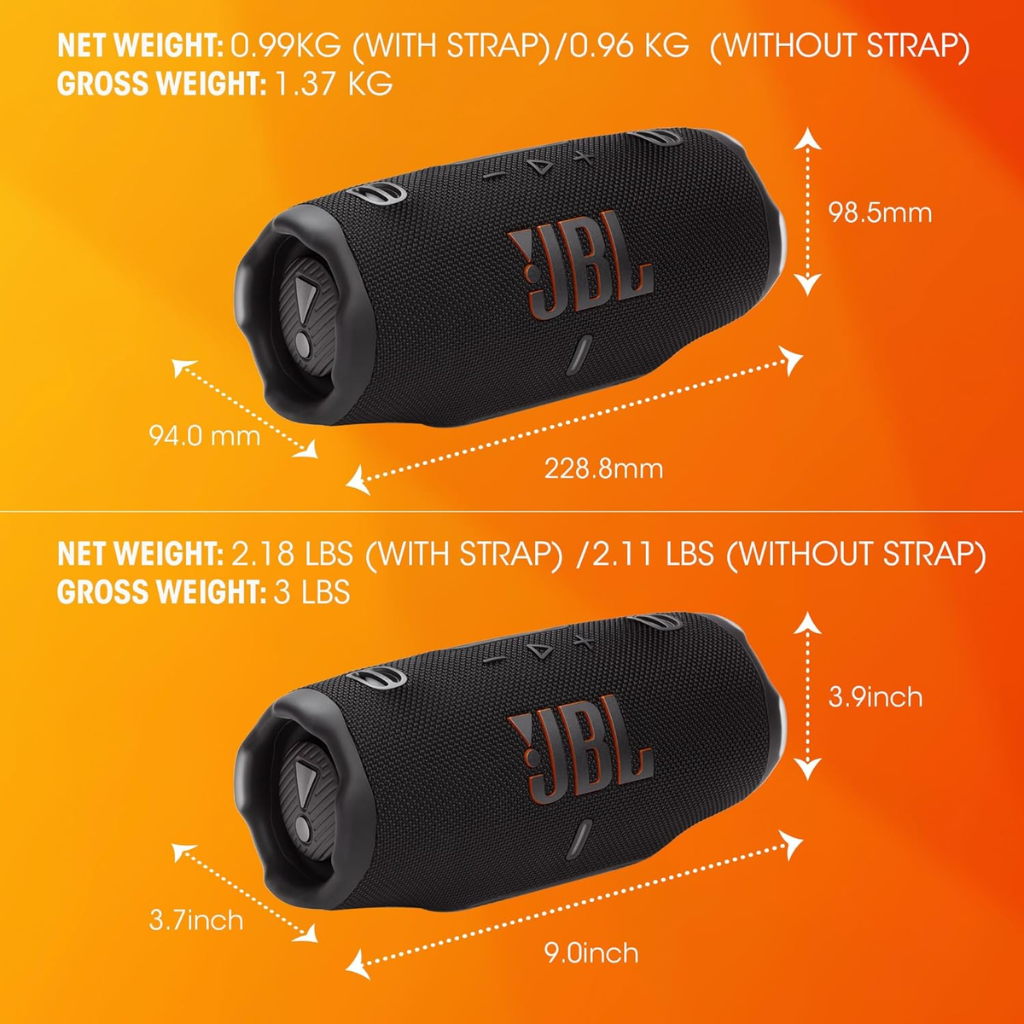 NET WEIGHT: 0.99KG (WITH STRAP)/0.96 KG (WITHOUT STRAP)
GROSS WEIGHT: 1.37 KG
98.5mm
JBL
94.0 mm
228.8mm
NET WEIGHT: 2.18 LBS (WITH STRAP) /2.11 LBS (WITHOUT STRAP)
GROSS WEIGHT: 3 LBS
3.9inch
JBL
3.7inch
9.0inch